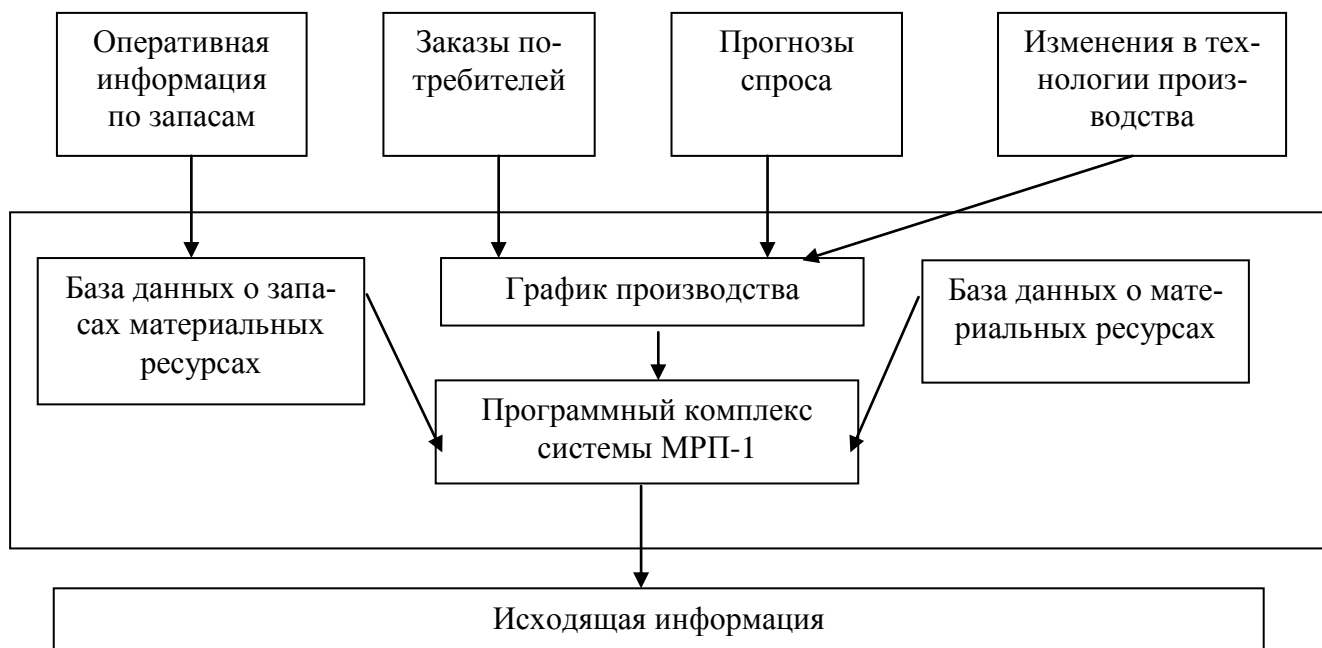 Оперативная
информация
по запасам
Заказы по-
требителей
Прогнозы
спроса
Изменения в тех-
нологии произ-
водства
База данных о запа-
сах материальных
ресурсах
График производства
База данных о мате-
риальных ресурсах
Программный комплекс
системы МРП-1
Исходящая информация